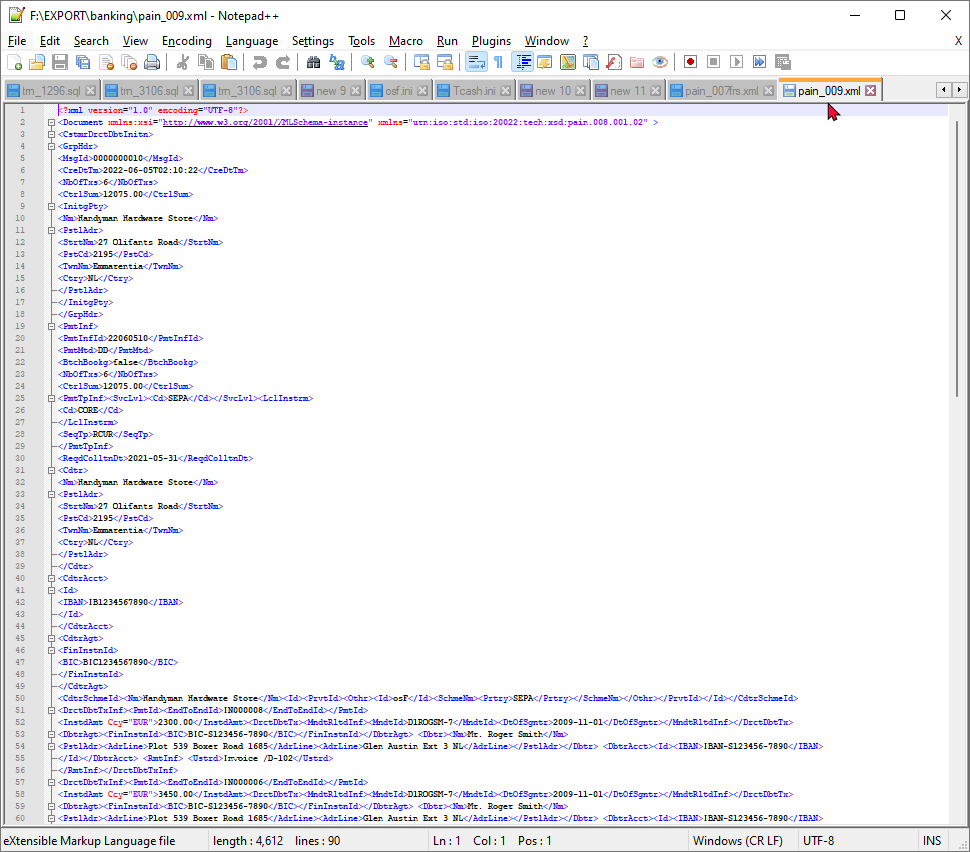 F:\EXPORT\banking\pain_009.xml - Notepad++
File Edit Search View Encoding Language Settings Tools Macro Run Plugins Window ? X
tm_1296.sql tm_3106.sql tm_3106.sql new 9 osf.ini Tcash.ini new 10 new 11 pain_007frs.xml pain_009.xml
1 <?xml version="1.0" encoding="UTF-8"?>
2 <Document xmlns:xsi="http://www.w3.org/2001/XMLSchema-instance" xmlns="urn:iso:std:iso:20022:tech:xsd:pain.008.001.02" >
3 <CstmrDrctDbtInitn>
4 <GrpHdr>
5 <MsgId>0000000010</MsgId>
6 <CreDtTm>2022-06-05T02:10:22</CreDtTm>
7 <NbOfTxs>6</NbOfTxs>
8 <CtrlSum>12075.00</CtrlSum>
9 <InitgPty>
10 <Nm>Handyman Hardware Store</Nm>
11 <PstlAdr>
12 <StrtNm>27 Olifants Road</StrtNm>
13 <PstCd>2195</PstCd>
14 <TwnNm>Emmarentia</TwnNm>
15 <Ctry>NL</Ctry>
16 </PstlAdr>
17 </InitgPty>
18 </GrpHdr>
19 <PmtInf>
20 <PmtInfId>22060510</PmtInfId>
21 <PmtMtd>DD</PmtMtd>
22 <BtchBookg>false</BtchBookg>
23 <NbOfTxs>6</NbOfTxs>
24 <CtrlSum>12075.00</CtrlSum>
25 <PmtTpInf><SvcLvl><Cd>SEPA</Cd></SvcLvl><LclInstrm>
26 <Cd>CORE</Cd>
27 </LclInstrm>
28 <SeqTp>RCUR</SeqTp>
29 </PmtTpInf>
30 <ReqdColltnDt>2021-05-31</ReqdColltnDt>
31 <Cdtr>
32 <Nm>Handyman Hardware Store</Nm>
33 <PstlAdr>
34 <StrtNm>27 Olifants Road</StrtNm>
35 <PstCd>2195</PstCd>
36 <TwnNm>Emmarentia</TwnNm>
37 <Ctry>NL</Ctry>
38 </PstlAdr>
39 </Cdtr>
40 <CdtrAcct>
41 <Id>
42 <IBAN>IB1234567890</IBAN>
43 </Id>
44 </CdtrAcct>
45 <CdtrAgt>
46 <FinInstnId>
47 <BIC>BIC1234567890</BIC>
48 </FinInstnId>
49 </CdtrAgt>
50 <CdtrSchmeId><Nm>Handyman Hardware Store</Nm><Id><PrvtId><Othr><Id>osF</Id><SchmeNm><Prtry>SEPA</Prtry></SchmeNm></Othr></PrvtId></Id></CdtrSchmeId>
51 <DrctDbtTxInf><PmtId><EndToEndId>IN000008</EndToEndId></PmtId>
52 <InstdAmt Ccy="EUR">2300.00</InstdAmt><DrctDbtTx><MndtRltdInf><MndtId>D1ROGSM-7</MndtId><DtOfSgntr>2009-11-01</DtOfSgntr></MndtRltdInf></DrctDbtTx>
53 <DbtrAgt><FinInstnId><BIC>BIC-S123456-7890</BIC></FinInstnId></DbtrAgt> <Dbtr><Nm>Mr. Roger Smith</Nm>
54 <PstlAdr><AdrLine>Plot 539 Boxer Road 1685</AdrLine><AdrLine>Glen Austin Ext 3 NL</AdrLine></PstlAdr></Dbtr> <DbtrAcct><Id><IBAN>IBAN-S123456-7890</IBAN>
55 </Id></DbtrAcct> <RmtInf> <Ustrd>Invoice /D-102</Ustrd>
56 </RmtInf></DrctDbtTxInf>
57 <DrctDbtTxInf><PmtId><EndToEndId>IN000006</EndToEndId></PmtId>
58 <InstdAmt Ccy="EUR">3450.00</InstdAmt><DrctDbtTx><MndtRltdInf><MndtId>D1ROGSM-7</MndtId><DtOfSgntr>2009-11-01</DtOfSgntr></MndtRltdInf></DrctDbtTx>
59 <DbtrAgt><FinInstnId><BIC>BIC-S123456-7890</BIC></FinInstnId></DbtrAgt> <Dbtr><Nm>Mr. Roger Smith</Nm>
60 <PstlAdr><AdrLine>Plot 539 Boxer Road 1685</AdrLine><AdrLine>Glen Austin Ext 3 NL</AdrLine></PstlAdr></Dbtr> <DbtrAcct><Id><IBAN>IBAN-S123456-7890</IBAN>
eXtensible Markup Language file length : 4,612 lines : 90 Ln : 1 Col : 1 Pos : 1 Windows (CR LF) UTF-8 INS